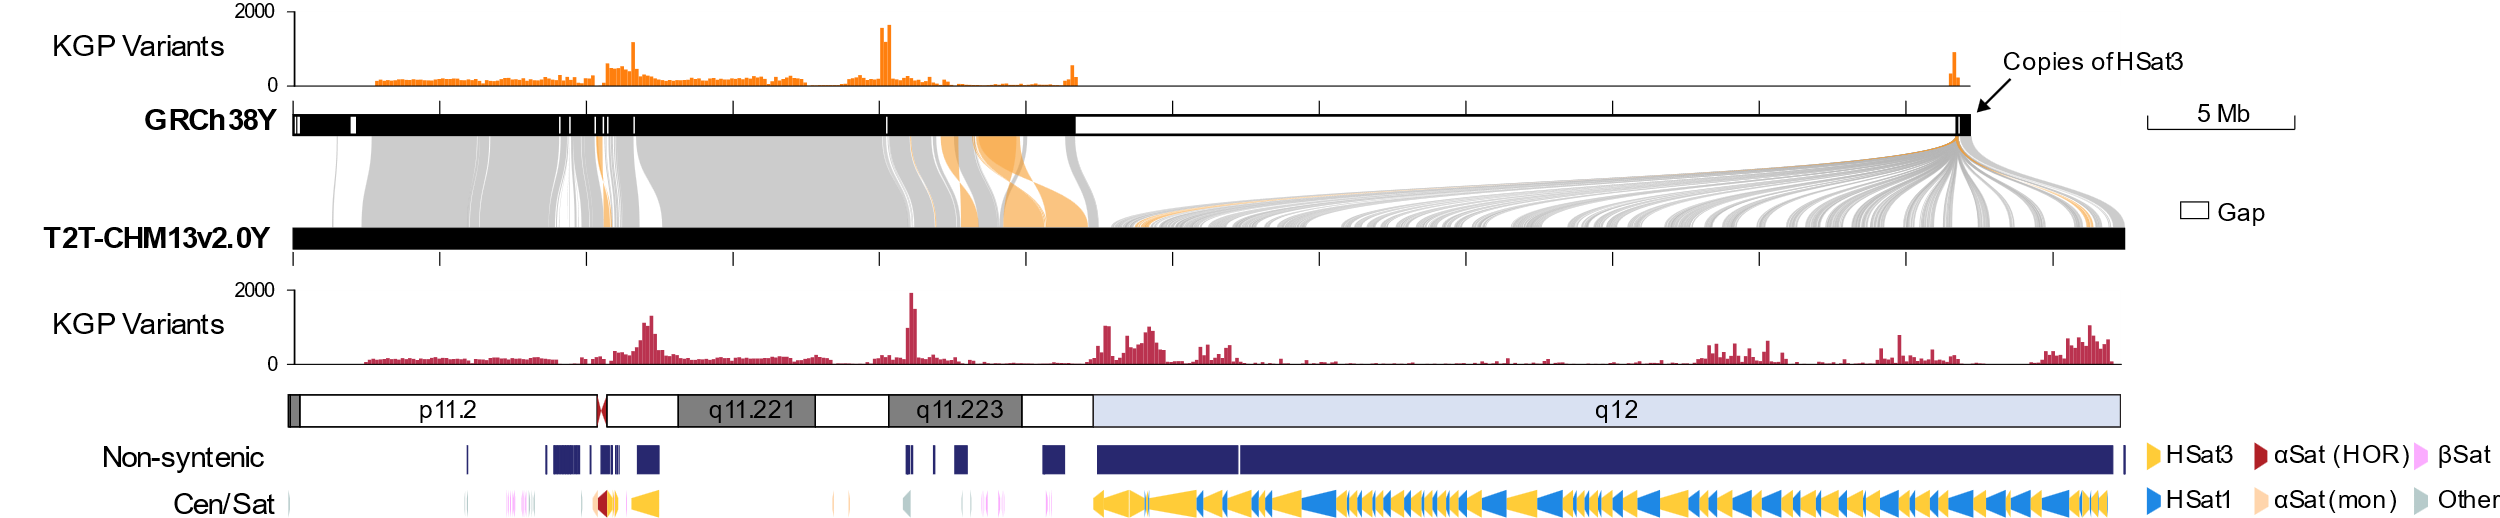 2000
KGP Variants
0
Copies of HSat3
GRCh38Y
5 Mb
Gap
T2T-CHM13v2.0Y
2000
KGP Variants
0
p11.2 q11.221 q11.223 q12
Non-syntenic
HSat3 αSat (HOR) βSat
Cen/Sat
HSat1 αSat(mon) Other